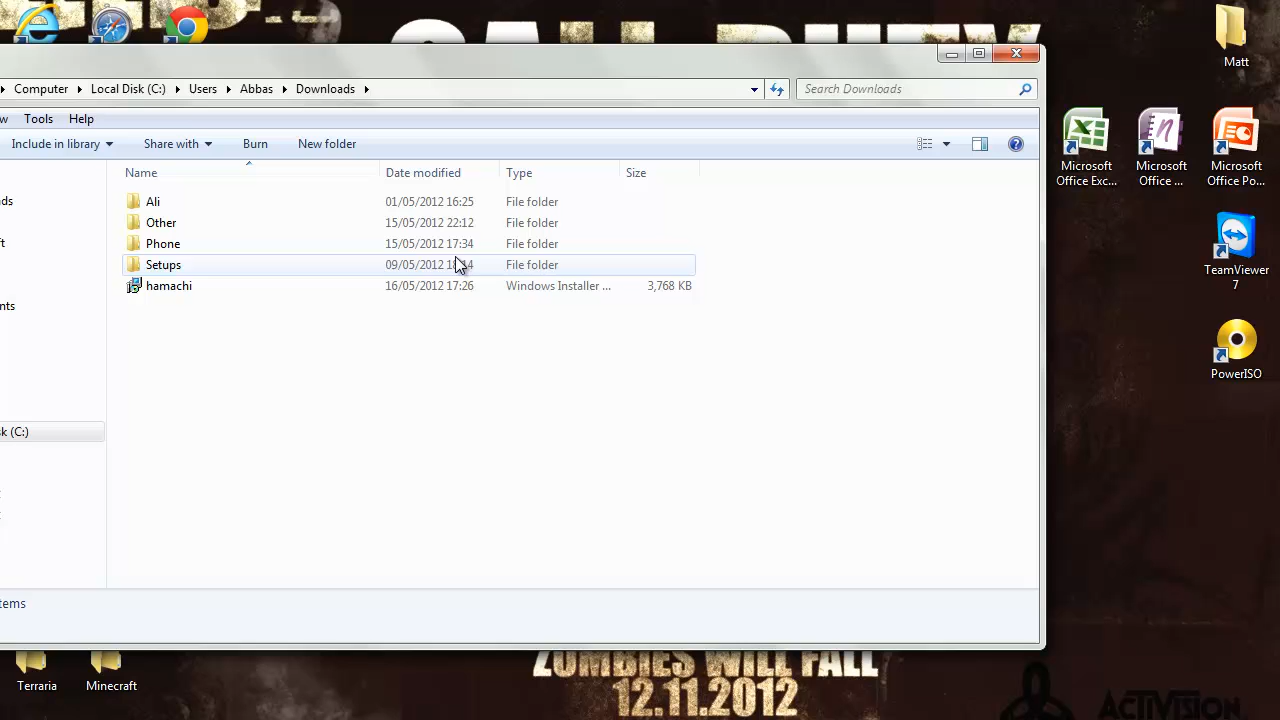 CALL DUTY
Matt
Computer Local Disk (C:) Users Abbas Downloads
Search Downloads
w Tools Help
Include in library Share with Burn New folder
Microsoft Office Exc...
Microsoft Office ...
Microsoft Office Po...
Name Date modified Type Size
ds
Ali 01/05/2012 16:25 File folder
Other 15/05/2012 22:12 File folder
ft
Phone 15/05/2012 17:34 File folder
Setups 09/05/2012 File folder
hamachi 16/05/2012 17:26 Windows Installer ... 3,768 KB
nts
TeamViewer 7
PowerISO
k (C:)
tems
Terraria
Minecraft
ZOMBIES WILL FALL
12.11.2012
ACTIVISION